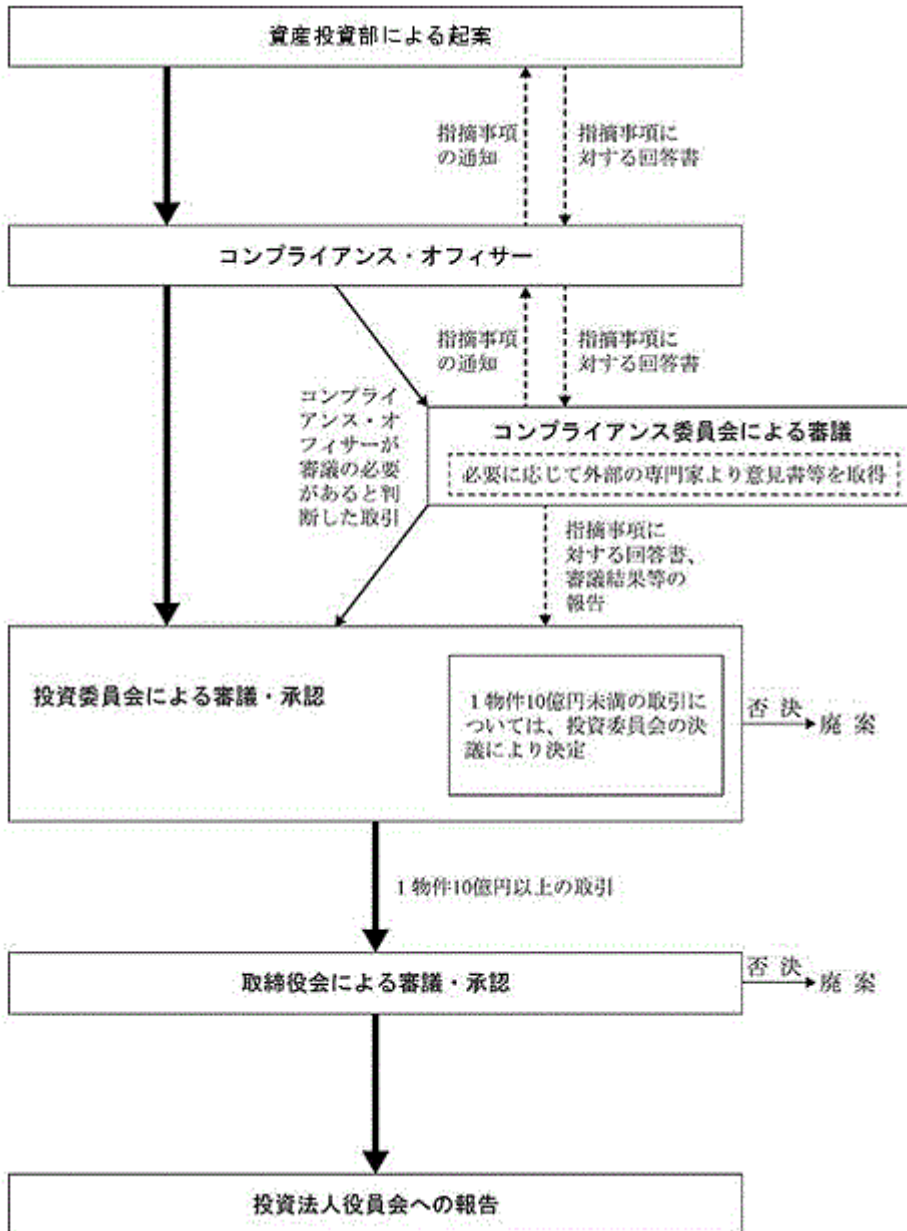 資産投資部による起案
指摘事項
の通知
指摘事項に
対する回答書
コンプライアンス・オフィサー
指摘事項
の通知
指摘事項に
対する回答書
コンプライ
アンス・オ
フィサーが
審議の必要
があると判
断した取引
コンプライアンス委員会による審議
必要に応じて外部の専門家より意見書等を取得
指摘事項に
対する回答書、
審議結果等の
報告
投資委員会による審議・承認
1物件10億円未満の取引に
ついては、投資委員会の決
議により決定
否決
廃案
1物件10億円以上の取引
取締役会による審議・承認
否決
廃案
投資法人役員会への報告